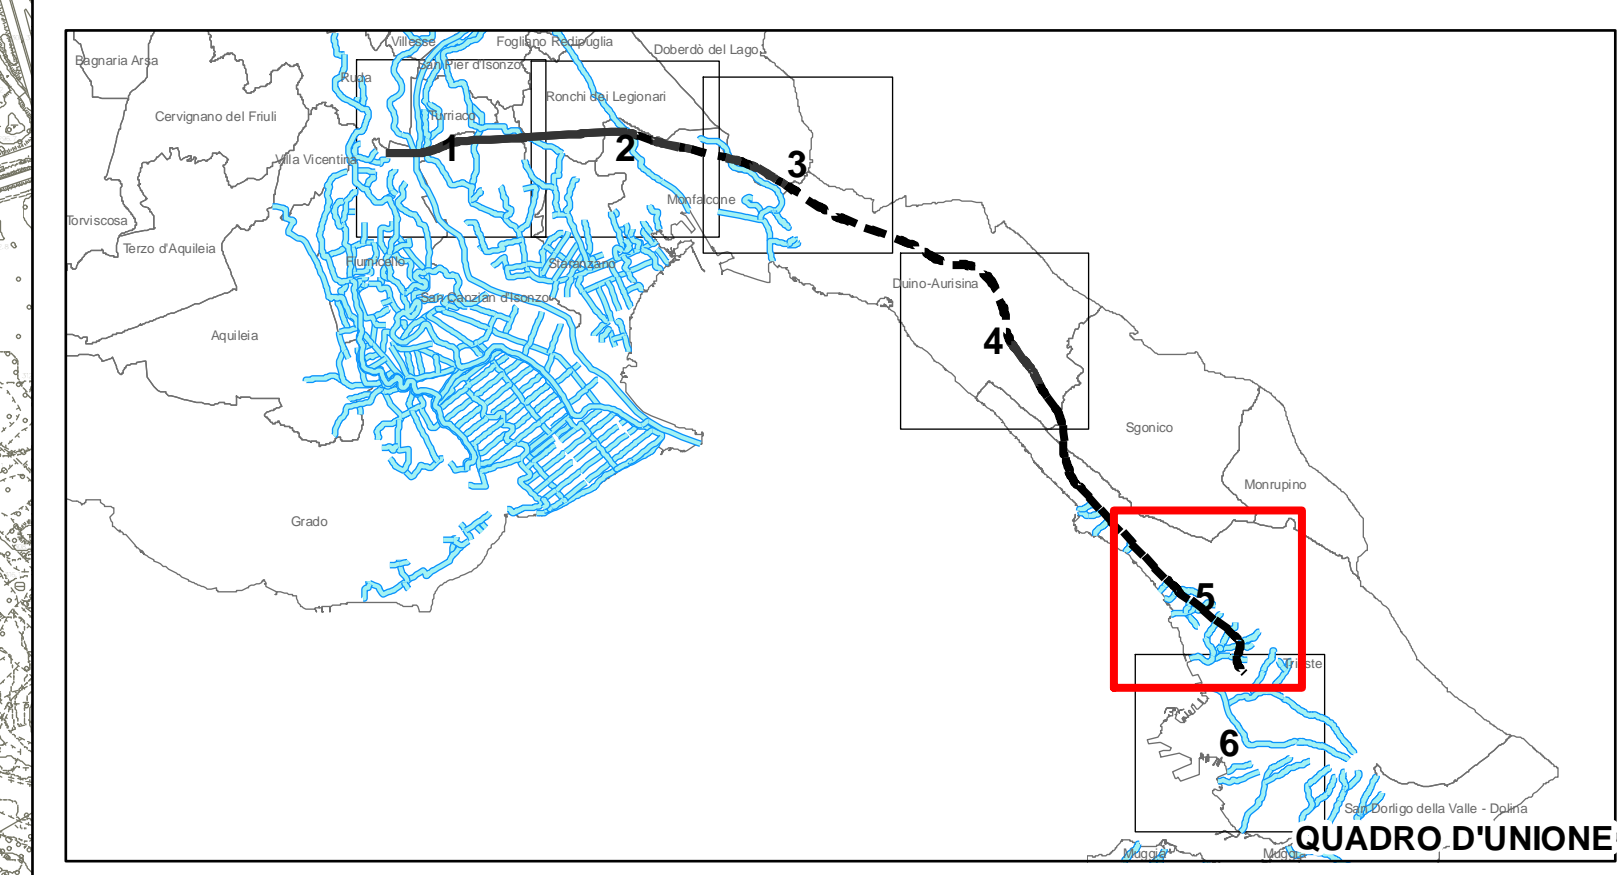 Villesse
Fogliano Redipuglia
Doberdò del Lago
Bagnaria Arsa
San Pier d'Isonzo
Ruda
Ronchi dei Legionari
Cervignano del Friuli
Turriaco
1
2
3
Villa Vicentina
Monfalcone
Torviscosa
Terzo d'Aquileia
Fiumicello
Staranzano
Duino-Aurisina
San Canzian d'Isonzo
Aquileia
4
Sgonico
Monrupino
Grado
5
Trieste
6
San Dorligo della Valle - Dolina
QUADRO D'UNIONE
Muggia
Muggia